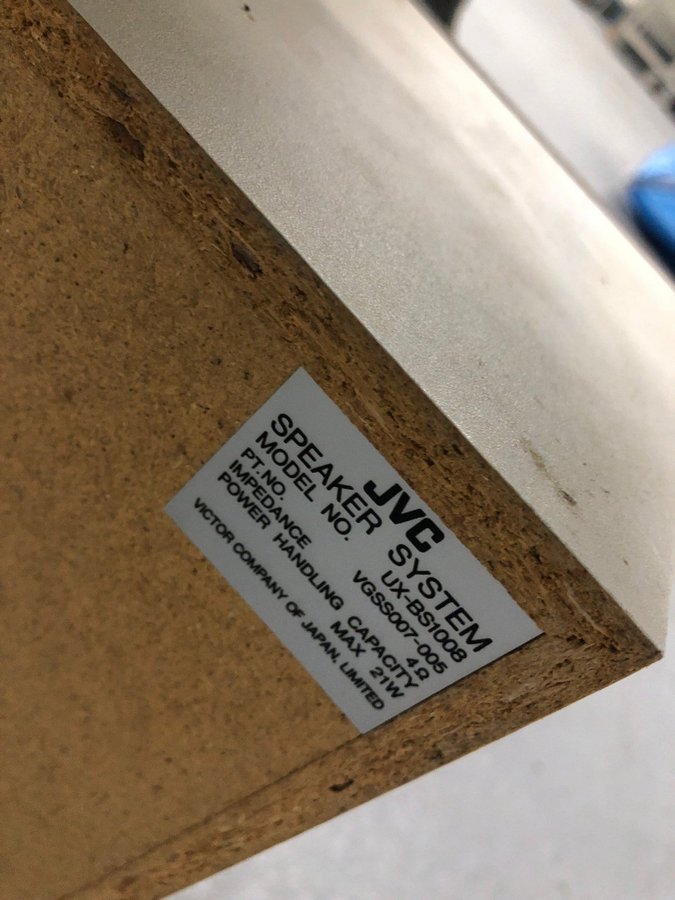 JVC
SPEAKER SYSTEM
MODEL NO. UX-BS1008
PT.NO. VGSS007-005
IMPEDANCE 4Ω
POWER HANDLING CAPACITY
MAX 21W
VICTOR COMPANY OF JAPAN, LIMITED